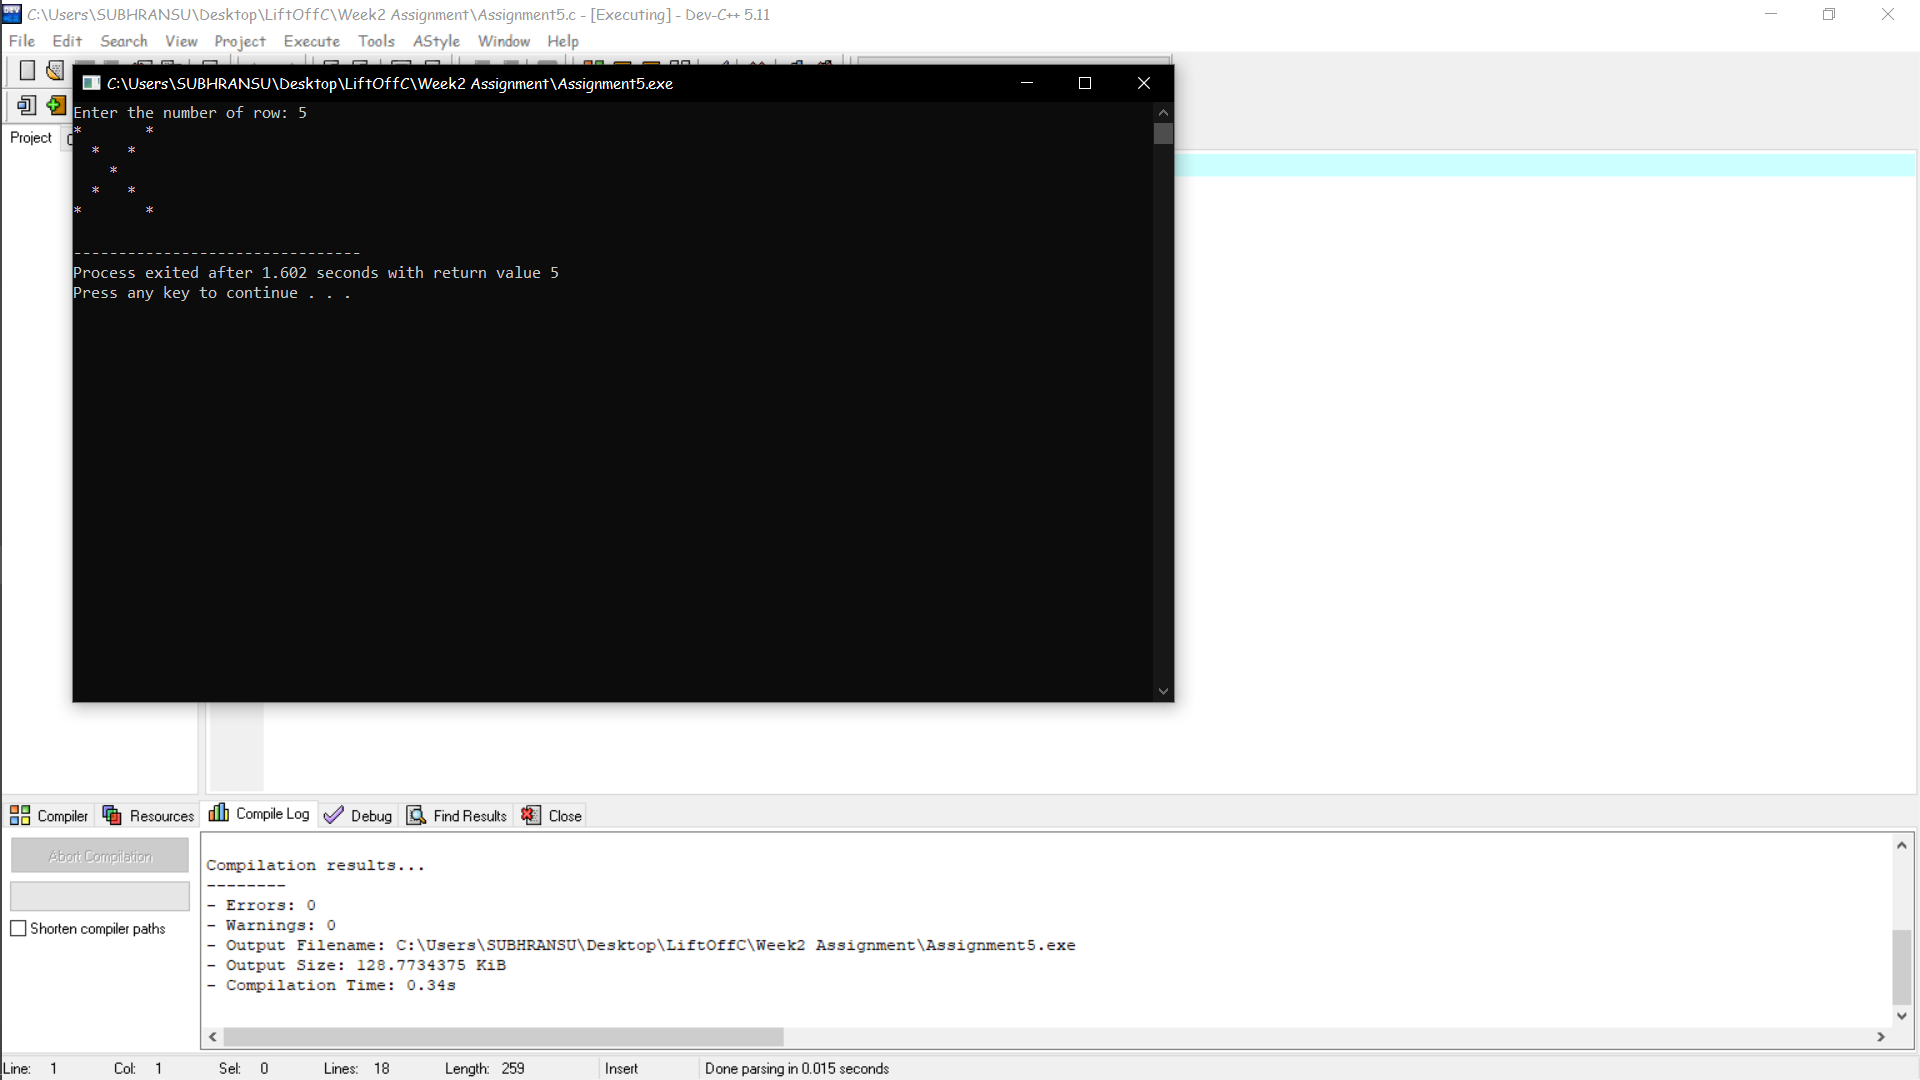 C:\Users\SUBHRANSU\Desktop\LiftOffC\Week2 Assignment\Assignment5.c - [Executing] - Dev-C++ 5.11
File Edit Search View Project Execute Tools AStyle Window Help
C:\Users\SUBHRANSU\Desktop\LiftOffC\Week2 Assignment\Assignment5.exe
Project
Enter the number of row: 5
*       *
  *   *
    *
  *   *
*       *
--------------------------------
Process exited after 1.602 seconds with return value 5
Press any key to continue . . .
Compiler Resources Compile Log Debug Find Results Close
Abort Compilation
Shorten compiler paths
Compilation results...
--------
- Errors: 0
- Warnings: 0
- Output Filename: C:\Users\SUBHRANSU\Desktop\LiftOffC\Week2 Assignment\Assignment5.exe
- Output Size: 128.7734375 KiB
- Compilation Time: 0.34s
Line: 1 Col: 1 Sel: 0 Lines: 18 Length: 259 Insert Done parsing in 0.015 seconds